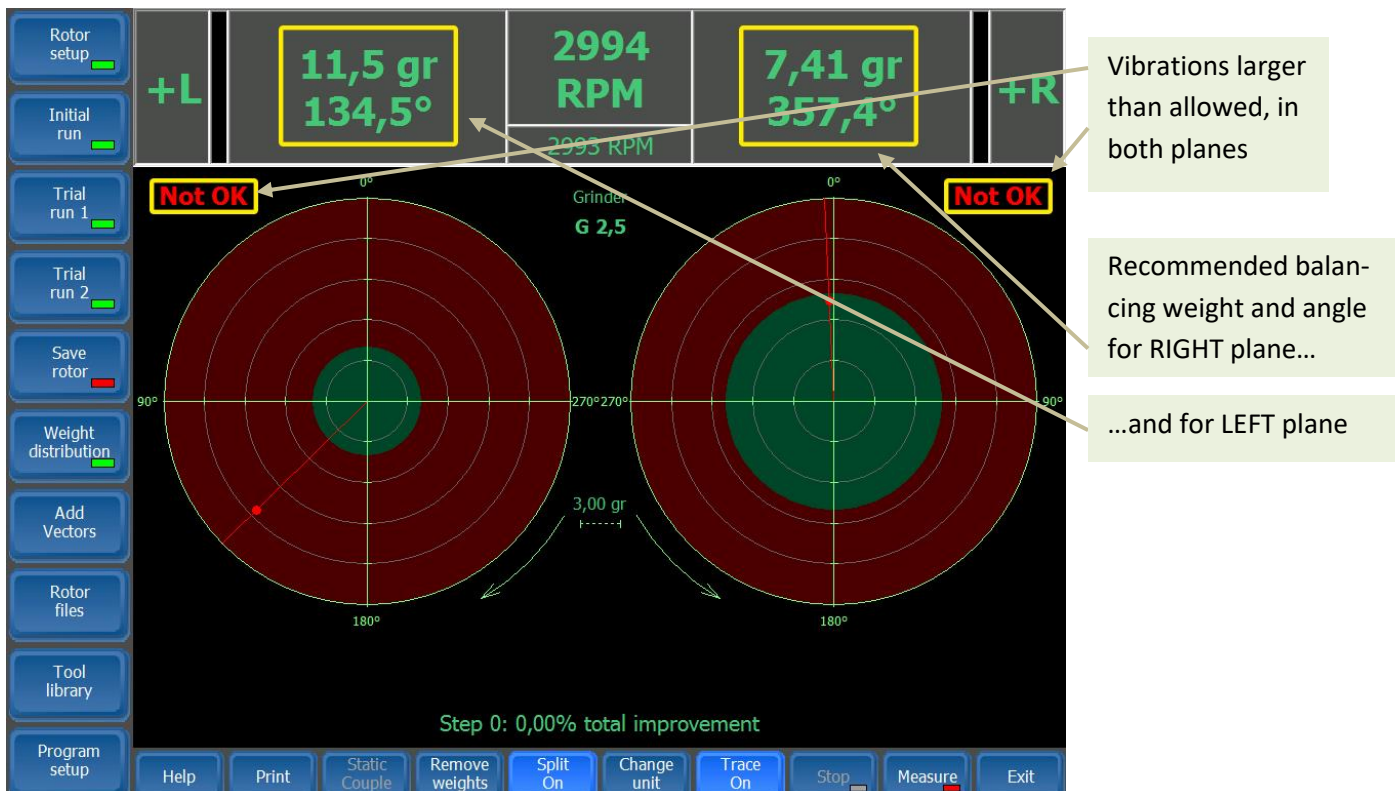 Rotor
setup
Initial
run
Trial
run 1
Trial
run 2
Save
rotor
Weight
distribution
Add
Vectors
Rotor
files
Tool
library
Program
setup
+L
11,5 gr
134,5°
2994
RPM
2993 RPM
7,41 gr
357,4°
+R
Not OK
0°
Grinder
G 2,5
0°
Not OK
90°
270°
270°
90°
3,00 gr
180°
180°
Step 0: 0,00% total improvement
Help
Print
Static
Couple
Remove
weights
Split
On
Change
unit
Trace
On
Stop
Measure
Exit
Vibrations larger
than allowed, in
both planes
Recommended balan-
cing weight and angle
for RIGHT plane…
…and for LEFT plane